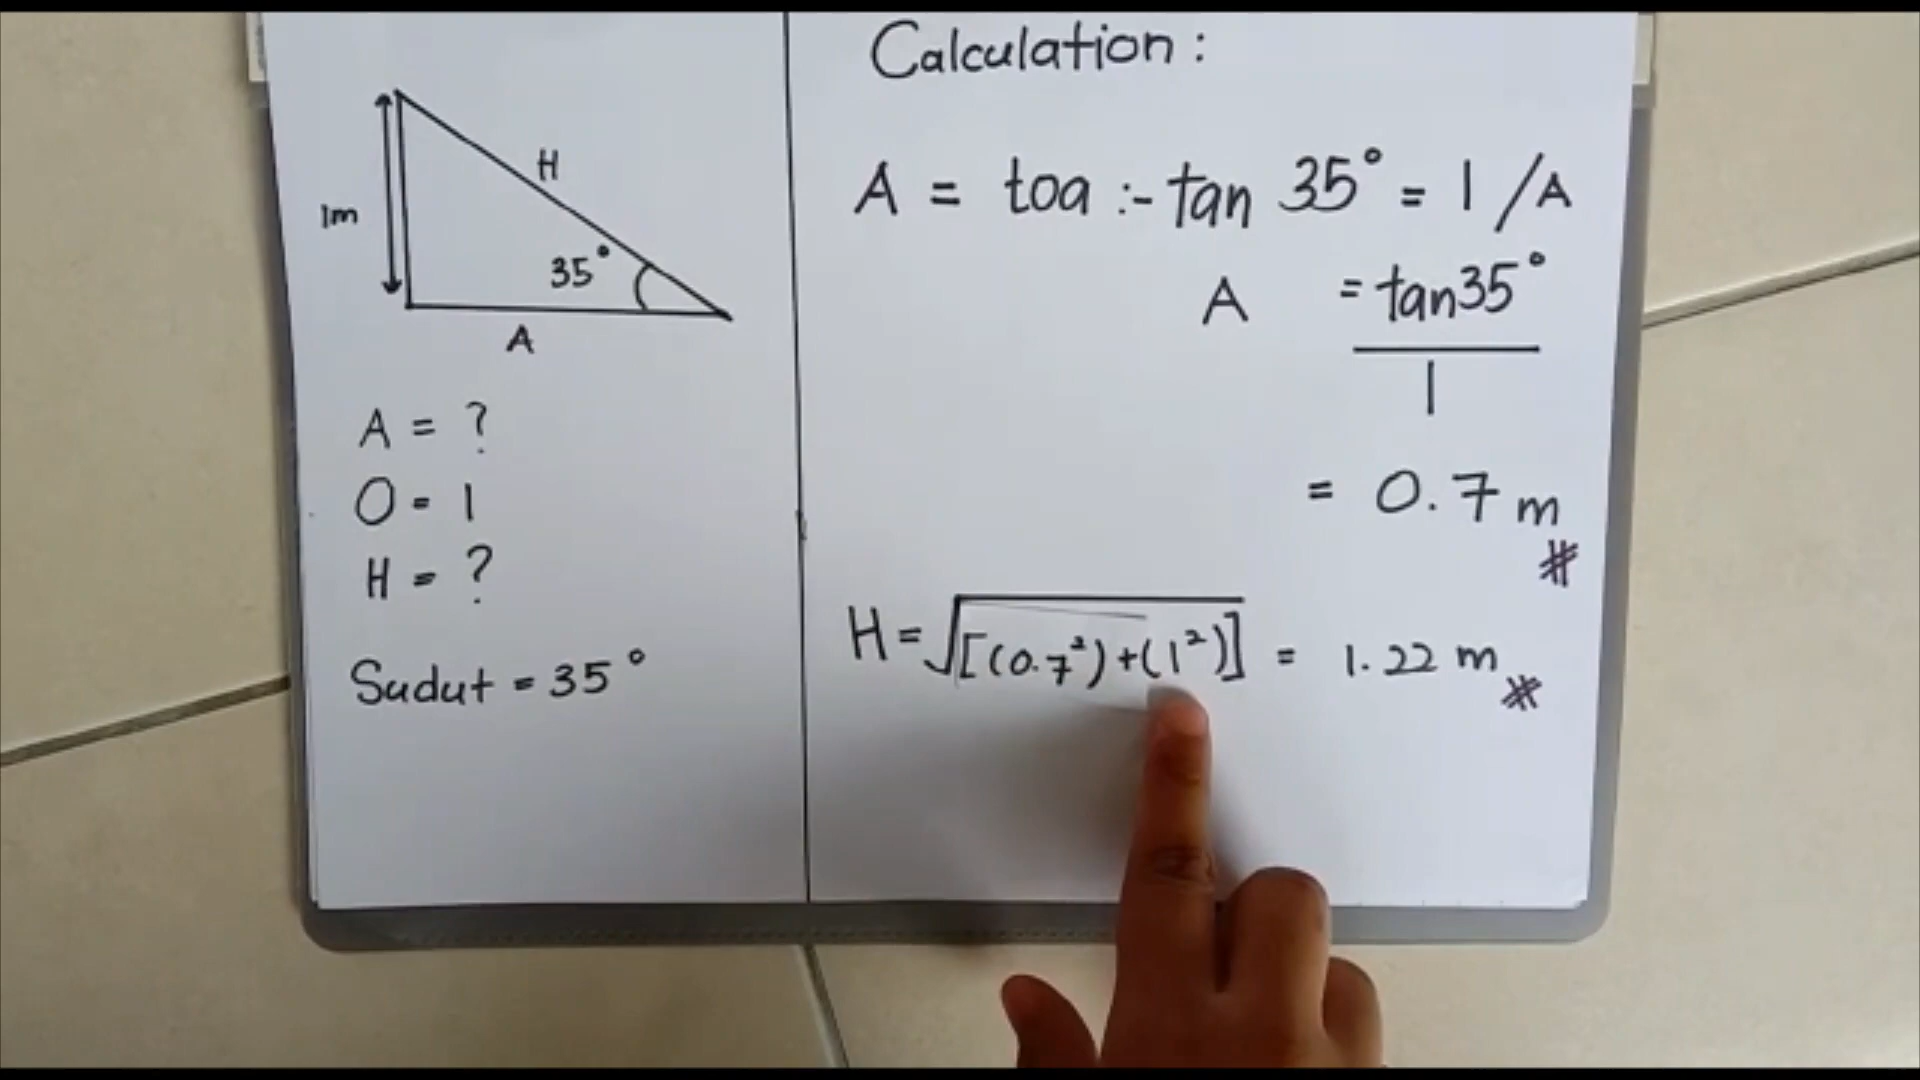 1m
H
35°
A
A = ?
O = 1
H = ?
Sudut = 35°
Calculation :
A = toa :- tan 35° = 1 / A
A = tan35°
1
= 0.7 m
#
H = √[(0.7²)+(1²)] = 1.22 m
#